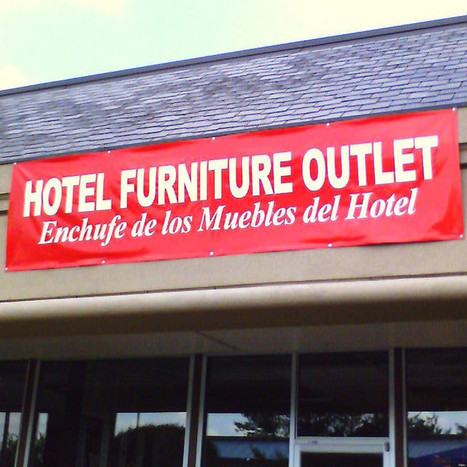 HOTEL FURNITURE OUTLET
Enchufe de los Muebles del Hotel